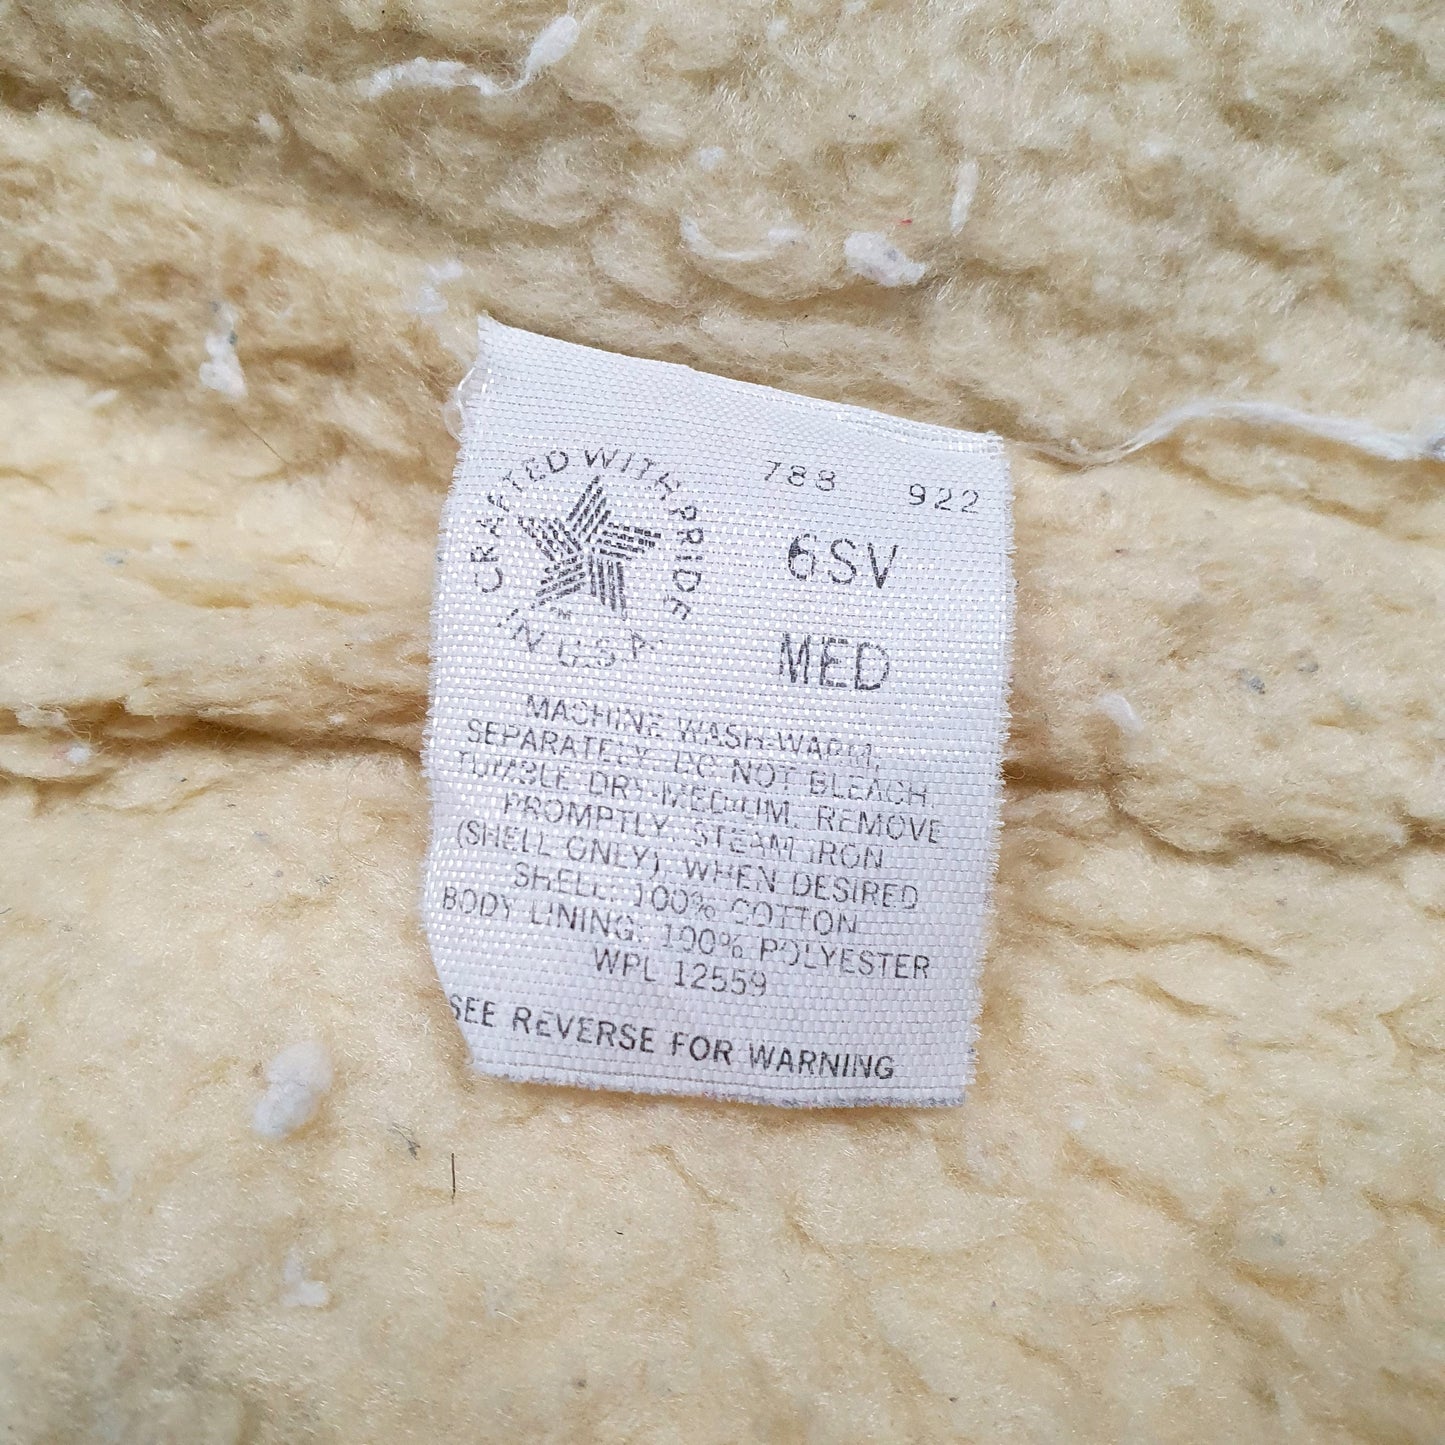 CRAFTED WITH PRIDE
IN U.S.A.
788 922
6SV
MED
MACHINE WASH-WARM,
SEPARATELY. DO NOT BLEACH.
TUMBLE DRY-MEDIUM. REMOVE
PROMPTLY. STEAM IRON
(SHELL ONLY), WHEN DESIRED
SHELL: 100% COTTON
BODY LINING: 100% POLYESTER
WPL 12559
SEE REVERSE FOR WARNING